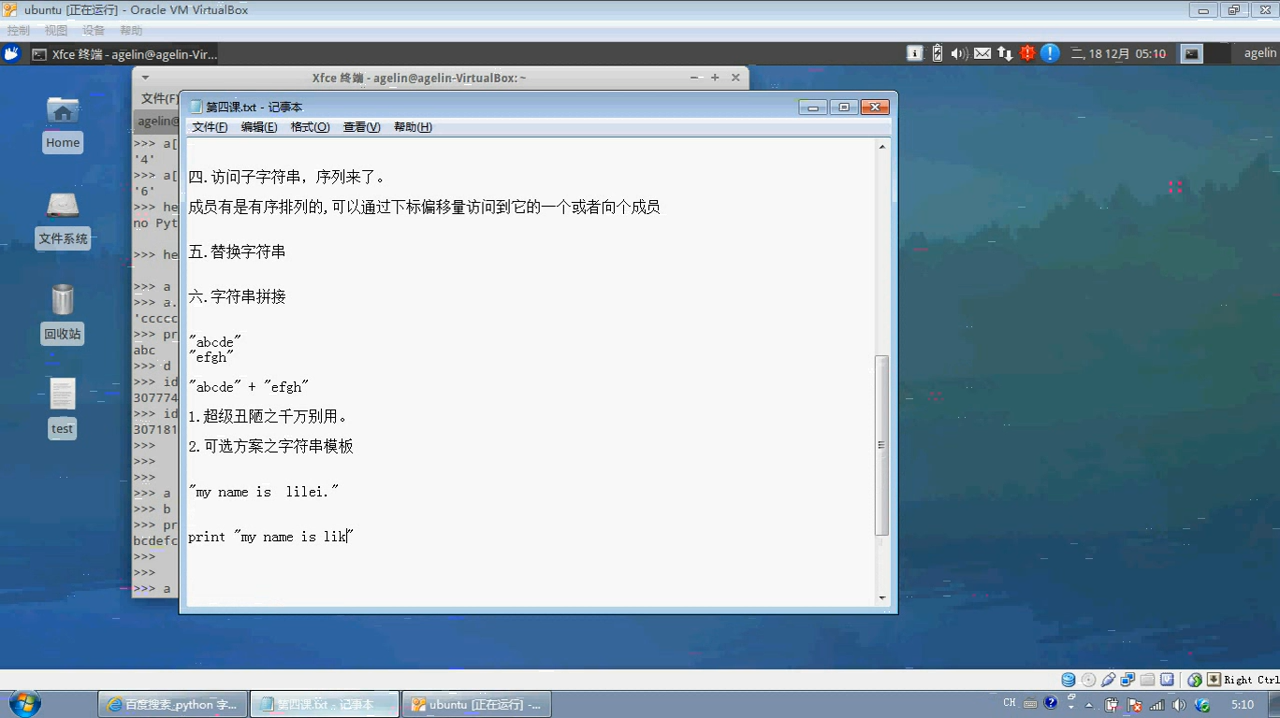 ubuntu [正在运行] - Oracle VM VirtualBox
控制 视图 设备 帮助
Xfce 终端 - agelin@agelin-Vir...
二, 18 12月 05:10
agelin
Xfce 终端 - agelin@agelin-VirtualBox: ~
文件(F)
agelin@
第四课.txt - 记事本
文件(F) 编辑(E) 格式(O) 查看(V) 帮助(H)
Home
文件系统
回收站
test
>>> a[
'4'
>>> a[
'6'
>>> he
no Pyt
>>> he
>>> a
>>> a.
'ccccc
>>> pr
abc
>>> d
>>> id
307774
>>> id
307181
>>>
>>>
>>>
>>> a
>>> b
>>> pr
bcdefc
>>>
>>>
>>> a
四.访问子字符串，序列来了。
成员有是有序排列的,可以通过下标偏移量访问到它的一个或者向个成员
五.替换字符串
六.字符串拼接
"abcde"
"efgh"
"abcde" + "efgh"
1.超级丑陋之千万别用。
2.可选方案之字符串模板
"my name is  lilei."
print "my name is lik"
Right Ctrl
百度搜索_python 字...
第四课.txt - 记事本
ubuntu [正在运行] -...
CH
5:10